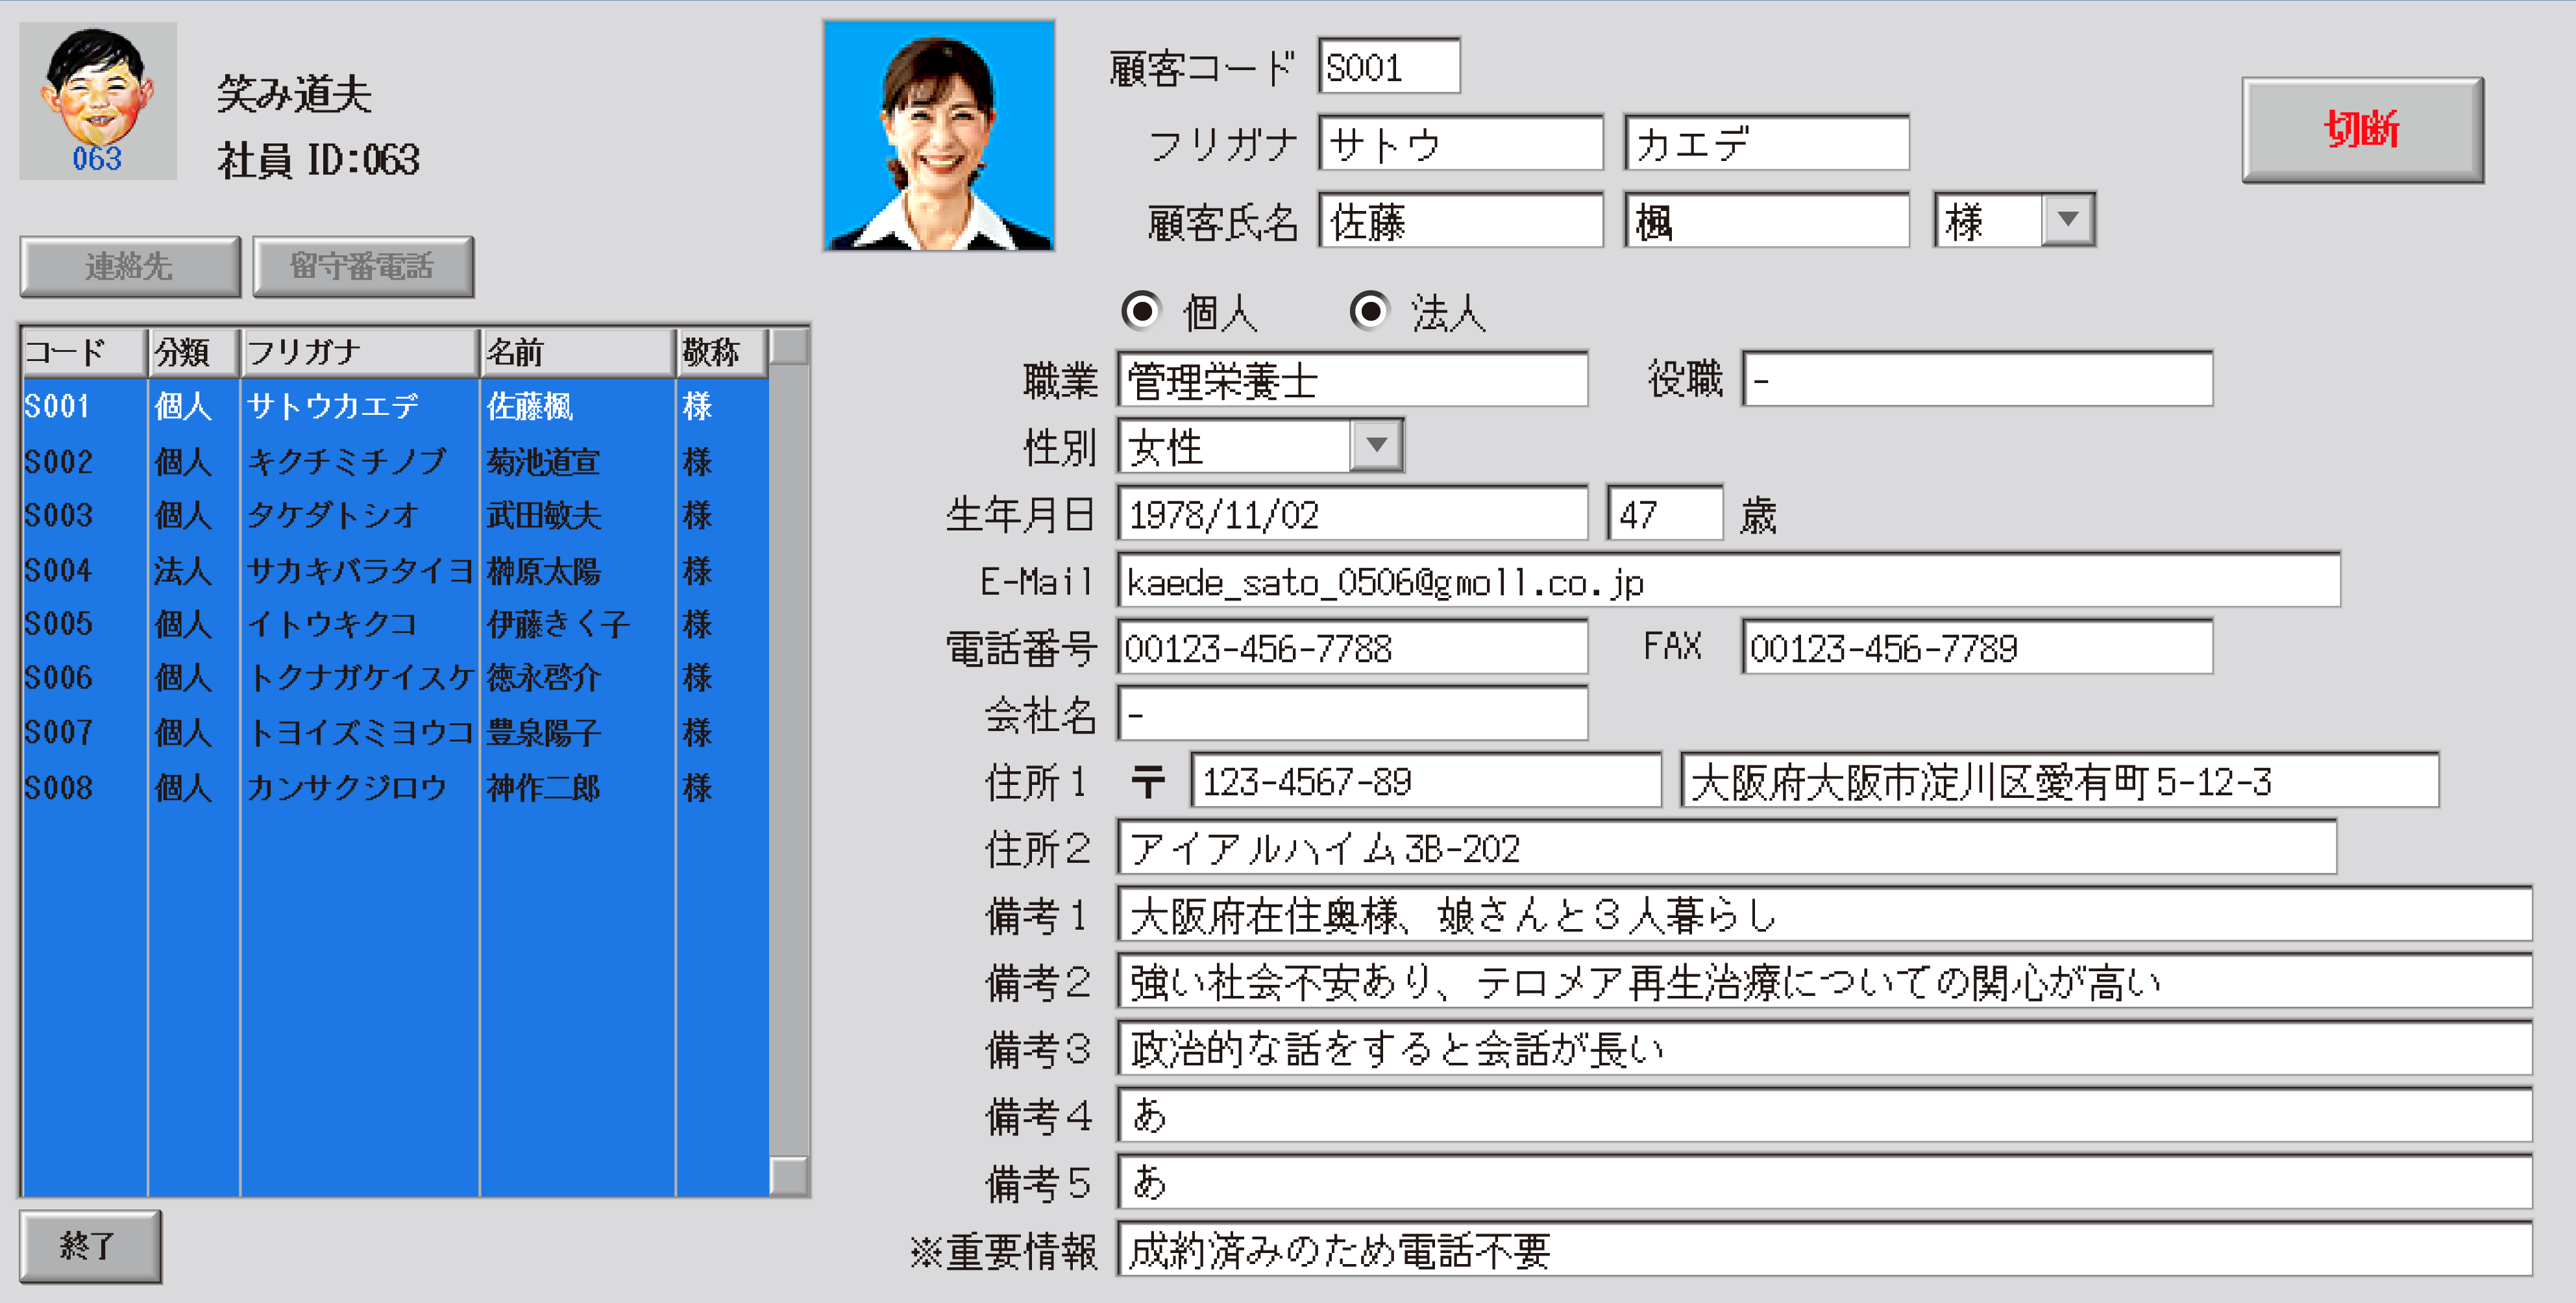 063
笑み道夫
社員 ID:063
連絡先 留守番電話
コード 分類 フリガナ 名前 敬称
S001 個人 サトウカエデ 佐藤楓 様
S002 個人 キクチミチノブ 菊池道宣 様
S003 個人 タケダトシオ 武田敏夫 様
S004 法人 サカキバラタイヨ 榊原太陽 様
S005 個人 イトウキクコ 伊藤きく子 様
S006 個人 トクナガケイスケ 徳永啓介 様
S007 個人 トヨイズミヨウコ 豊泉陽子 様
S008 個人 カンサクジロウ 神作二郎 様
終了
顧客コード S001
フリガナ サトウ カエデ
顧客氏名 佐藤 楓 様
切断
個人 法人
職業 管理栄養士 役職 -
性別 女性
生年月日 1978/11/02 47 歳
E-Mail kaede_sato_0506@gmoll.co.jp
電話番号 00123-456-7788 FAX 00123-456-7789
会社名 -
住所1 〒 123-4567-89 大阪府大阪市淀川区愛有町5-12-3
住所2 アイアルハイム3B-202
備考1 大阪府在住奥様、娘さんと3人暮らし
備考2 強い社会不安あり、テロメア再生治療についての関心が高い
備考3 政治的な話をすると会話が長い
備考4 あ
備考5 あ
※重要情報 成約済みのため電話不要